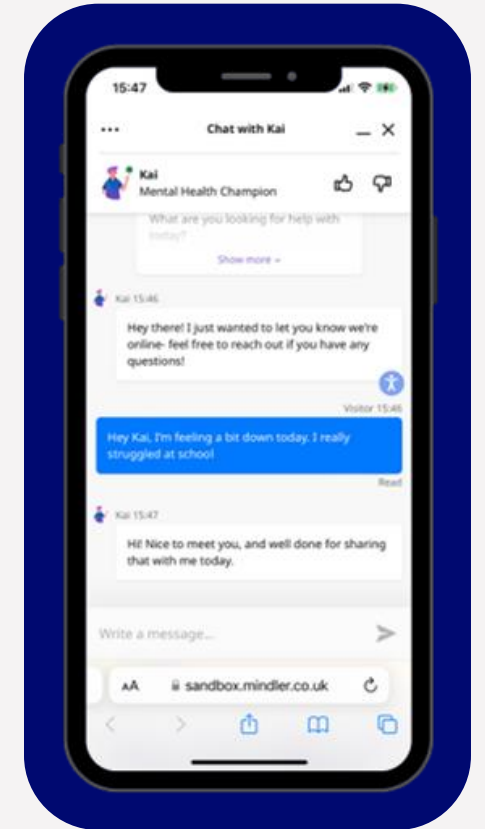 15:47
Chat with Kai
Kai
Mental Health Champion
What are you looking for help with
today?
Show more
Kai 15:46
Hey there! I just wanted to let you know we're
online- feel free to reach out if you have any
questions!
Visitor 15:46
Hey Kai, I'm feeling a bit down today. I really
struggled at school
Read
Kai 15:47
Hi! Nice to meet you, and well done for sharing
that with me today.
Write a message...
AA
sandbox.mindler.co.uk